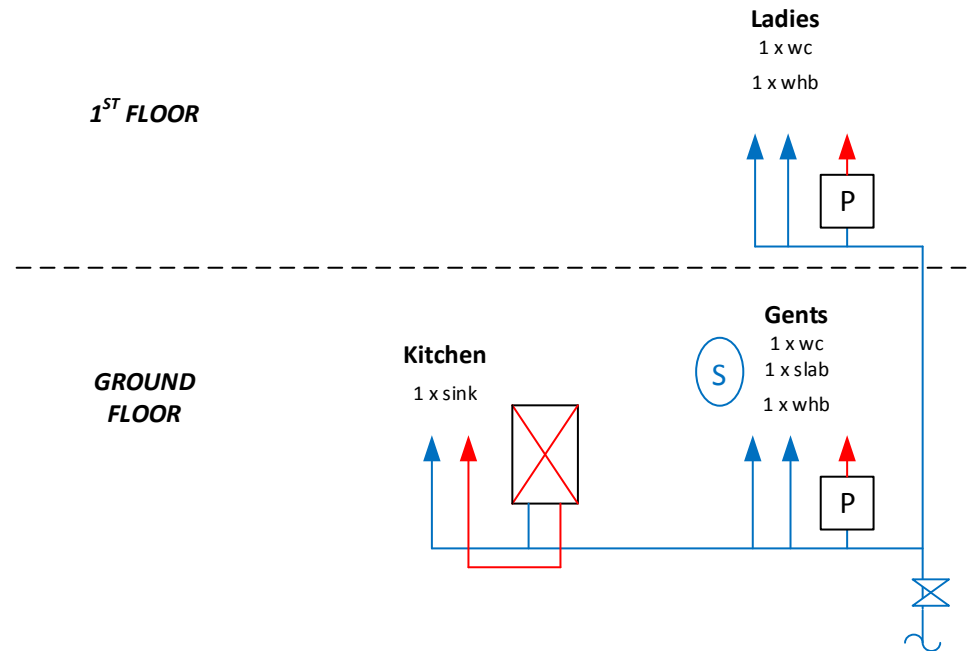 Ladies
1 x wc
1 x whb
1ST FLOOR
P
Gents
1 x wc
1 x slab
1 x whb
S
Kitchen
1 x sink
GROUND
FLOOR
P